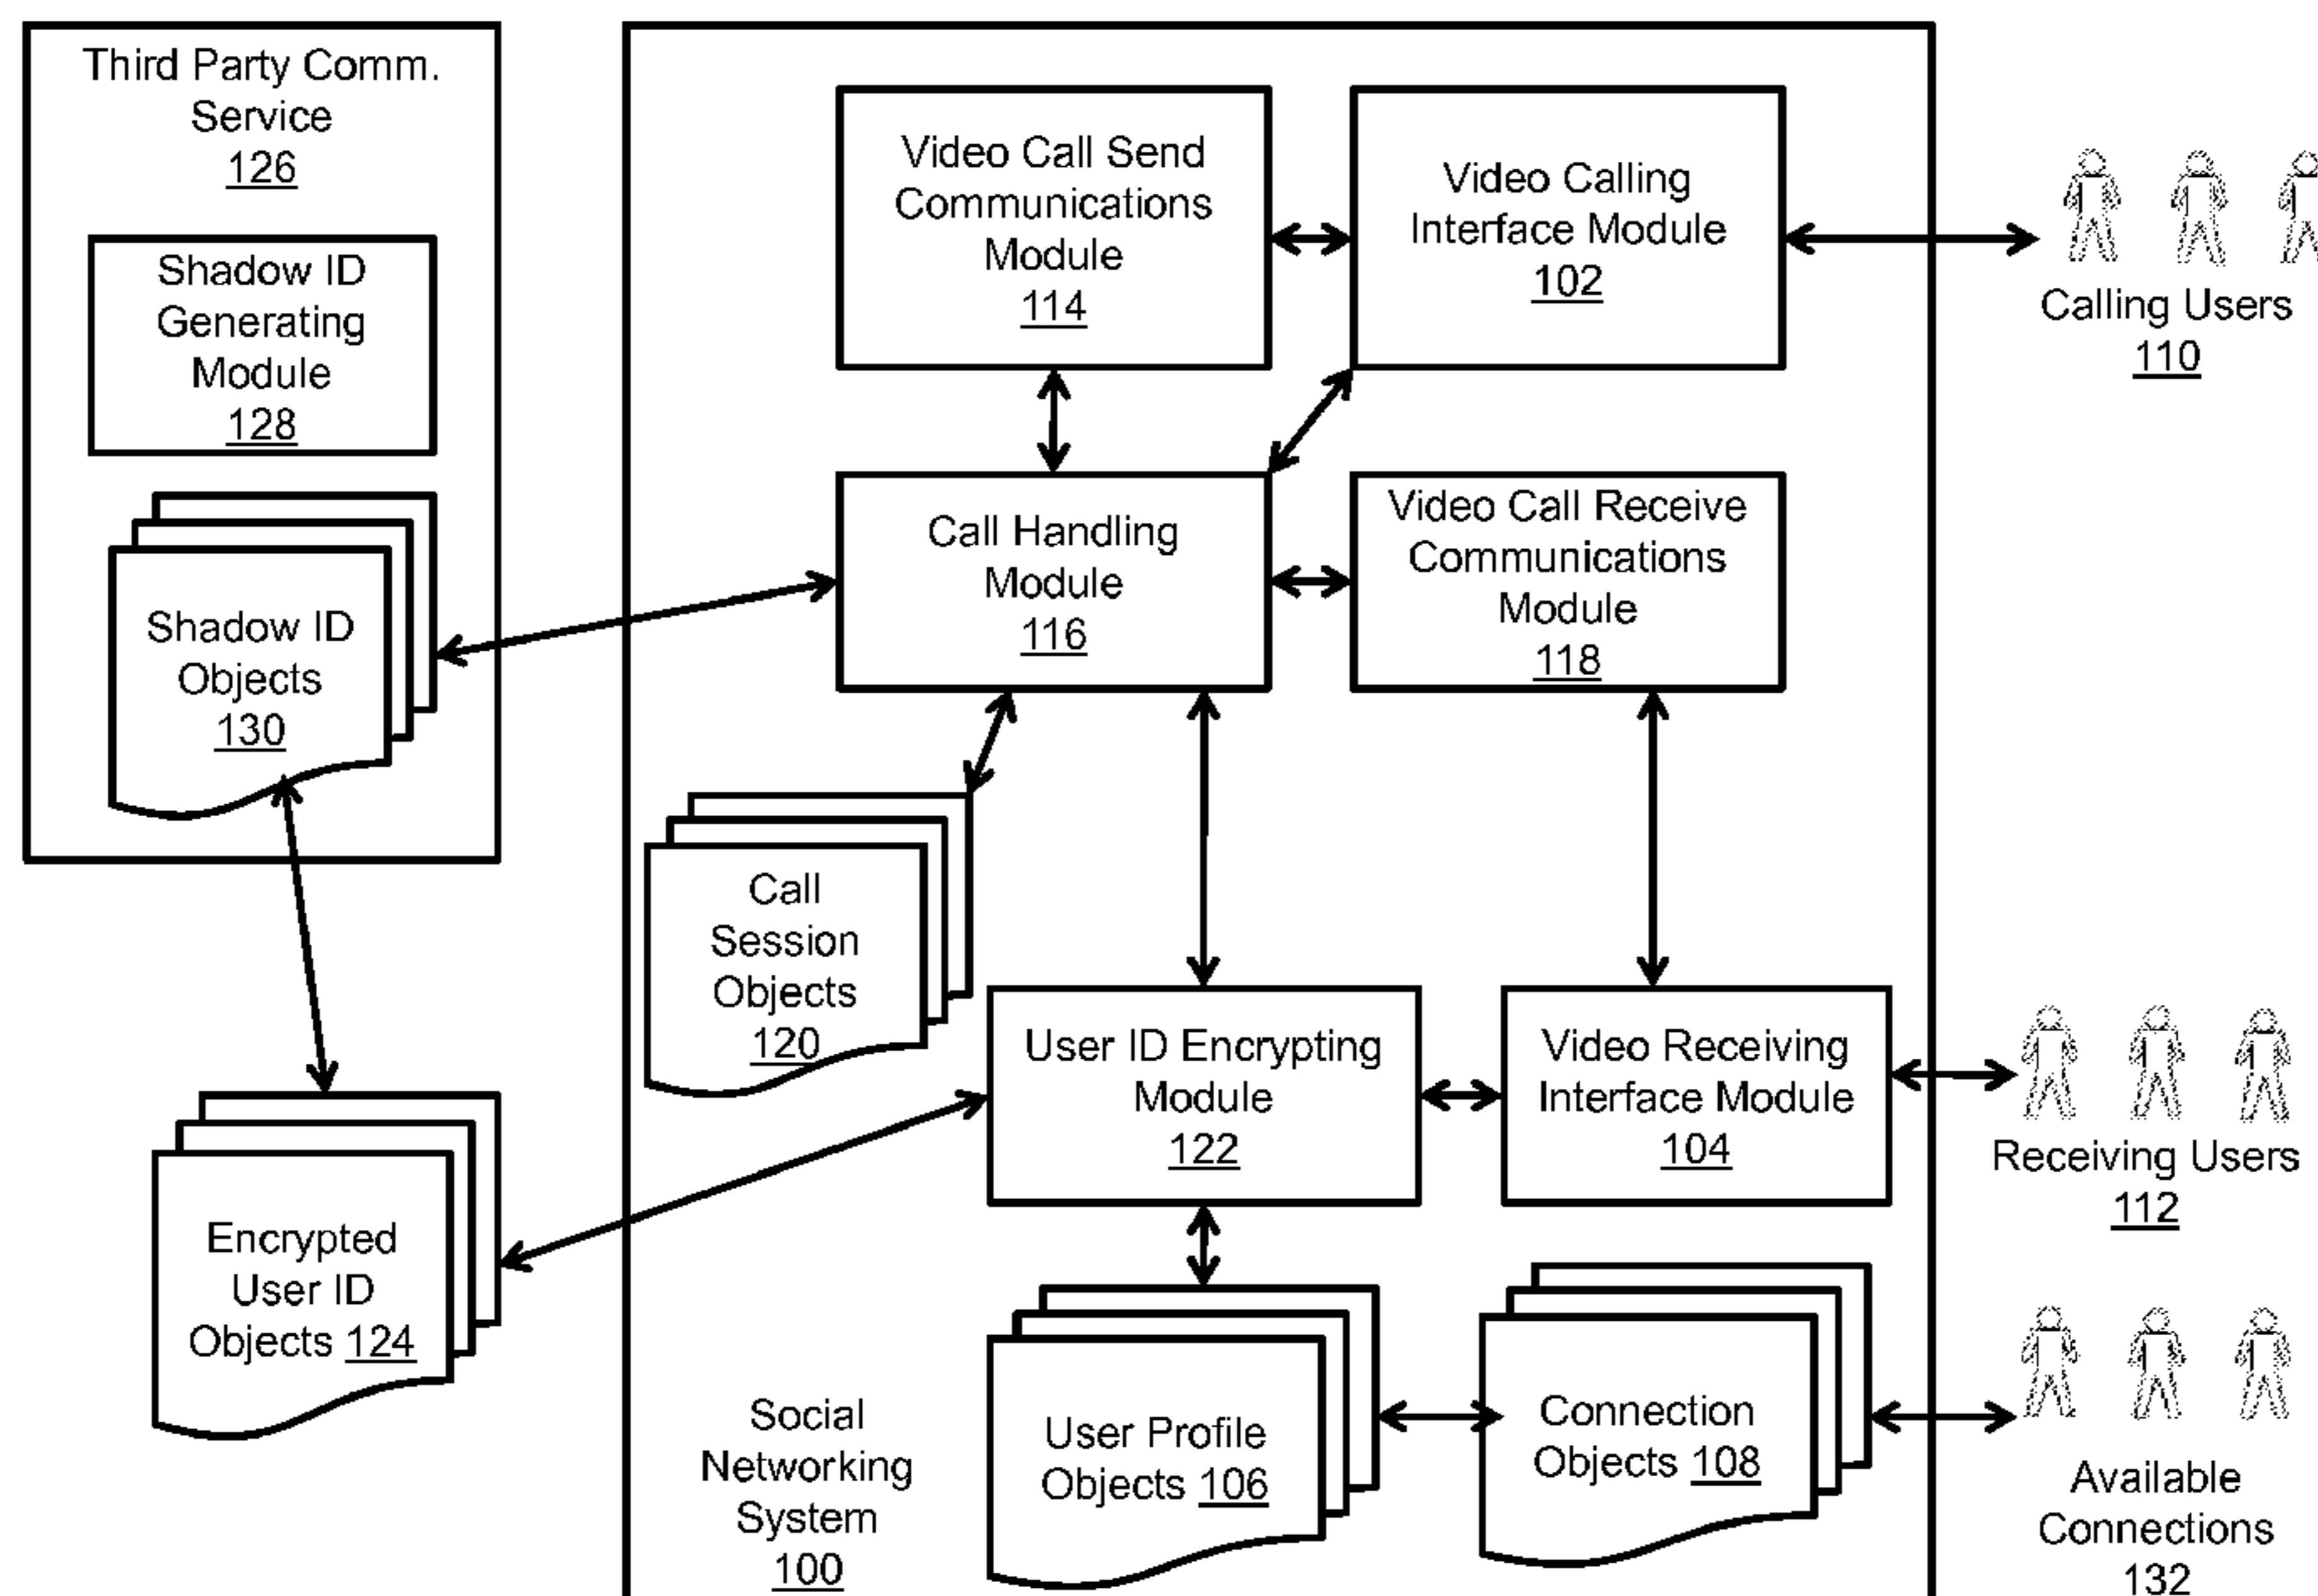 Third Party Comm.
Service
126
Shadow ID
Generating
Module
128
Shadow ID
Objects
130
Encrypted
User ID
Objects 124
Video Call Send
Communications
Module
114
Video Calling
Interface Module
102
Call Handling
Module
116
Video Call Receive
Communications
Module
118
Call
Session
Objects
120
User ID Encrypting
Module
122
Video Receiving
Interface Module
104
User Profile
Objects 106
Connection
Objects 108
Social
Networking
System
100
Calling Users
110
Receiving Users
112
Available
Connections
132